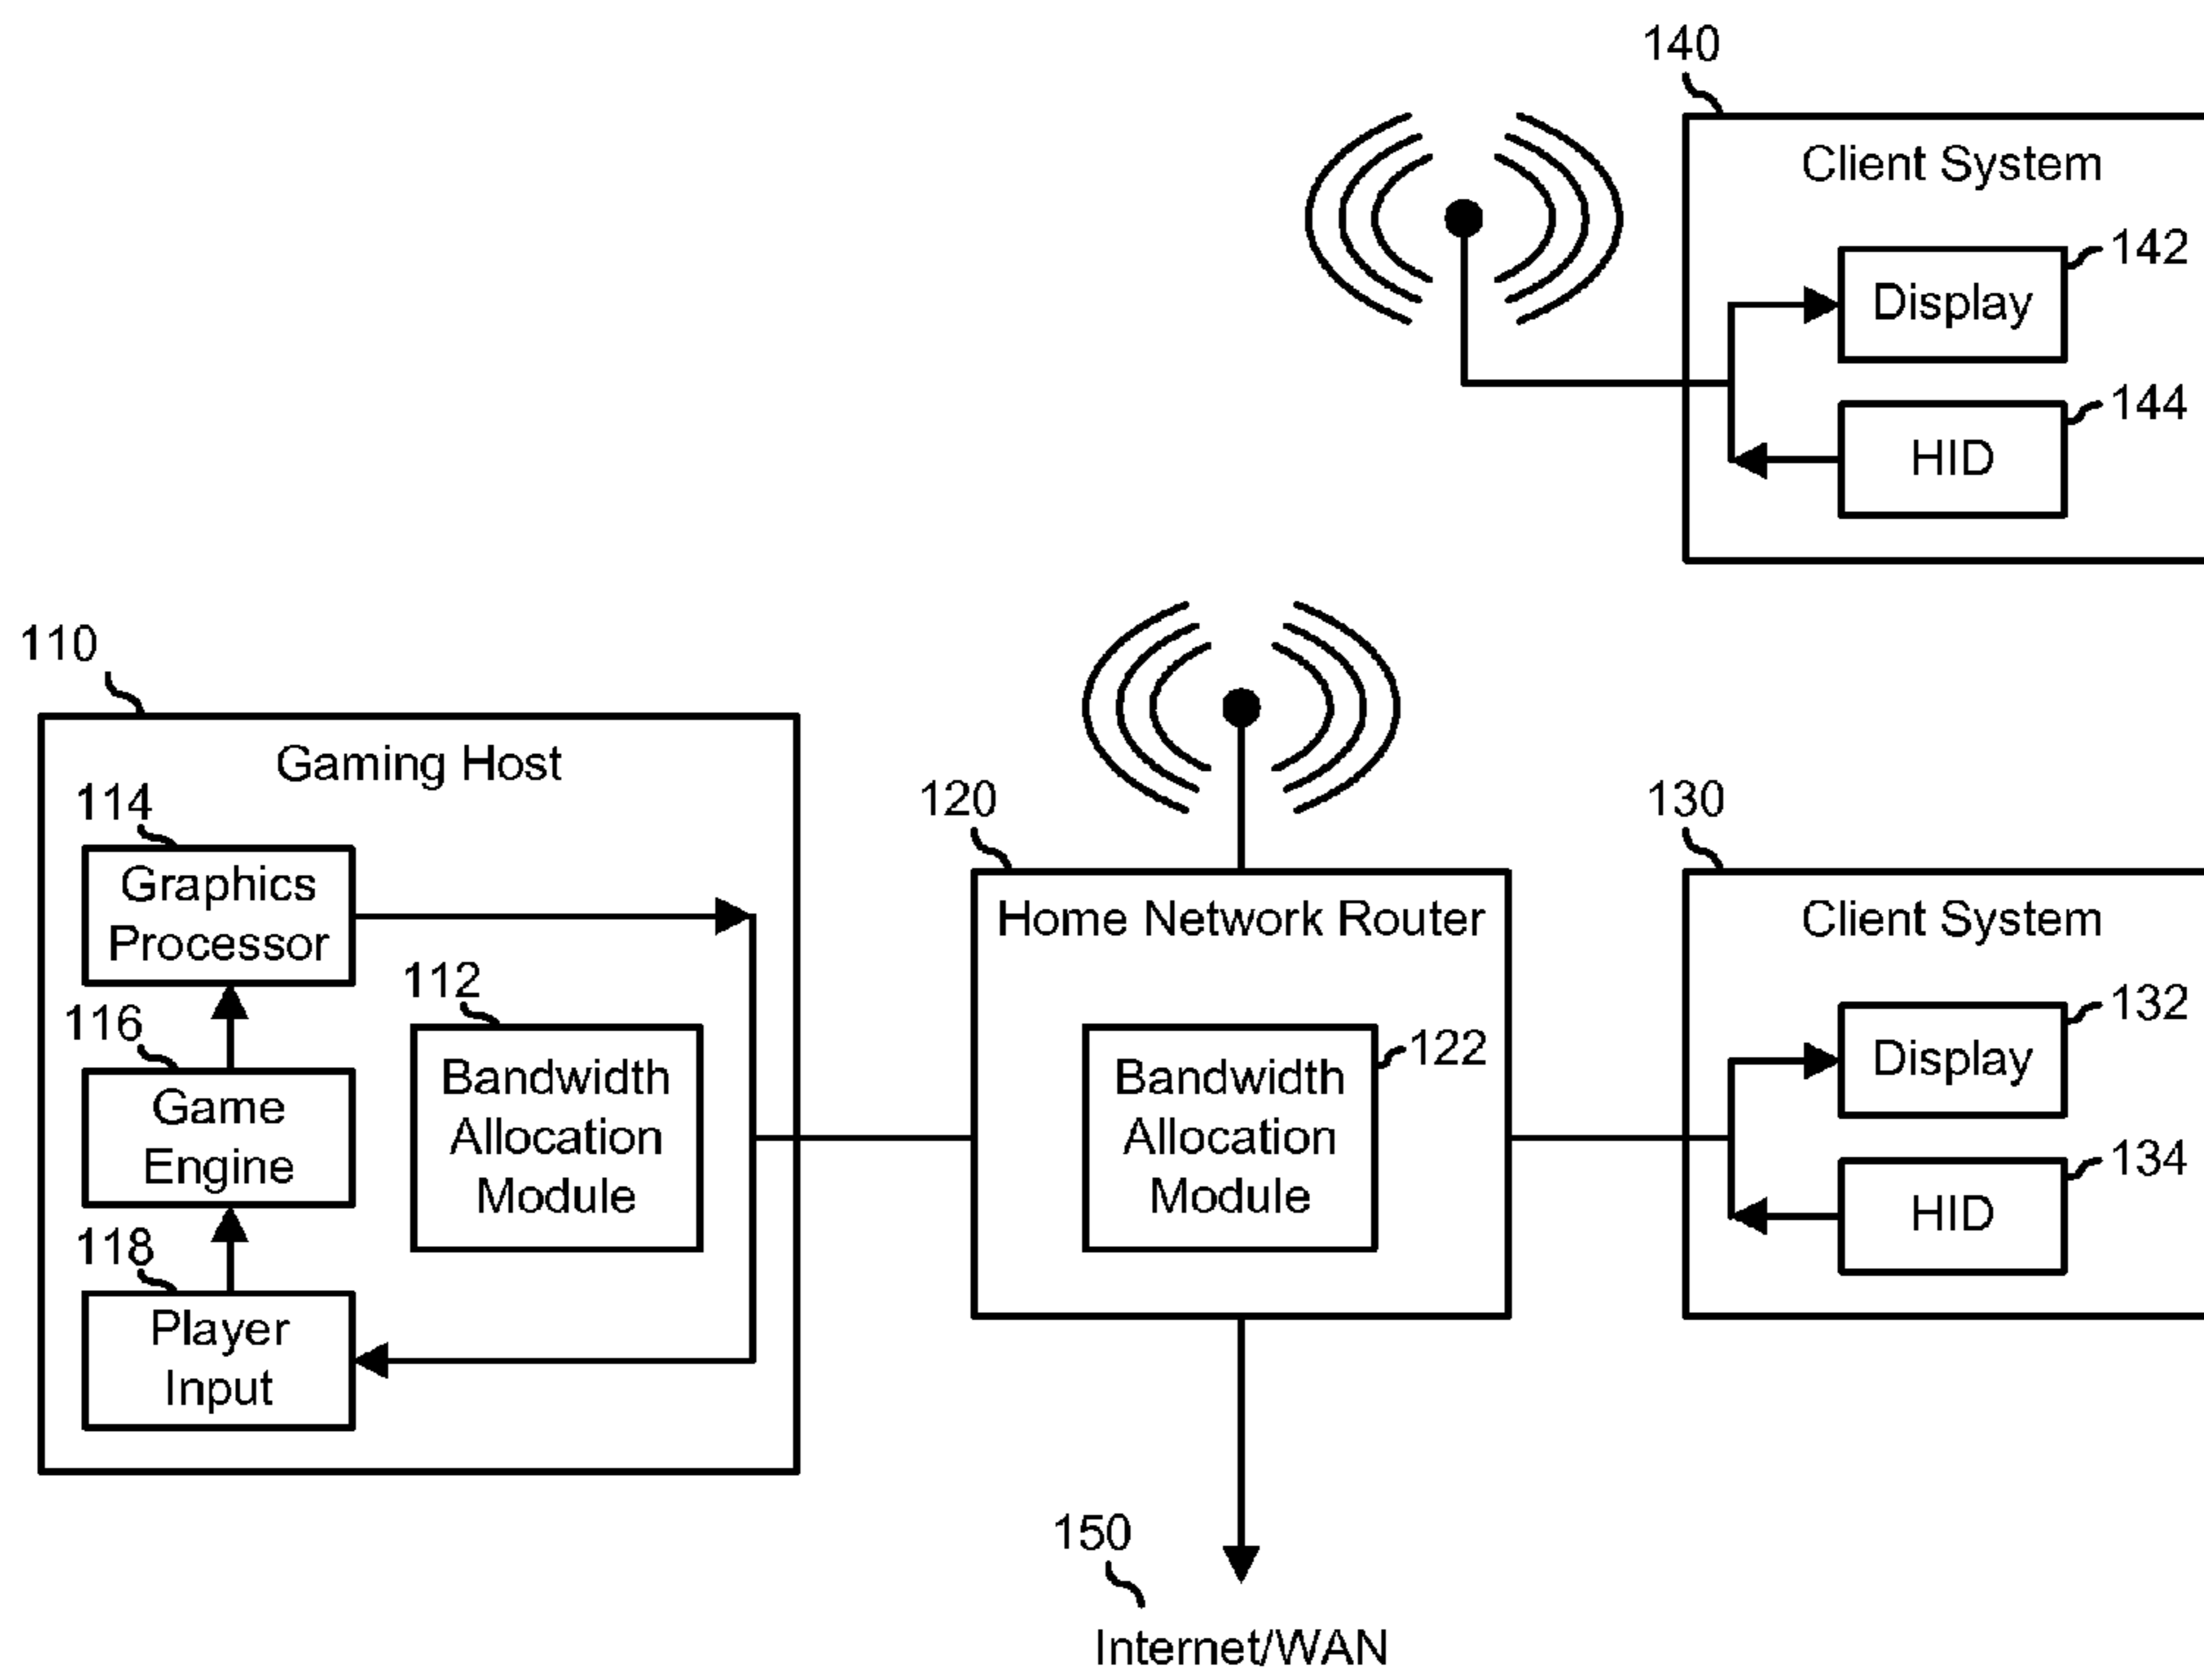 140
Client System
142
Display
144
HID
110
Gaming Host
114
Graphics
Processor
112
116
Game
Engine
Bandwidth
Allocation
Module
118
Player
Input
120
Home Network Router
122
Bandwidth
Allocation
Module
130
Client System
132
Display
134
HID
150
Internet/WAN